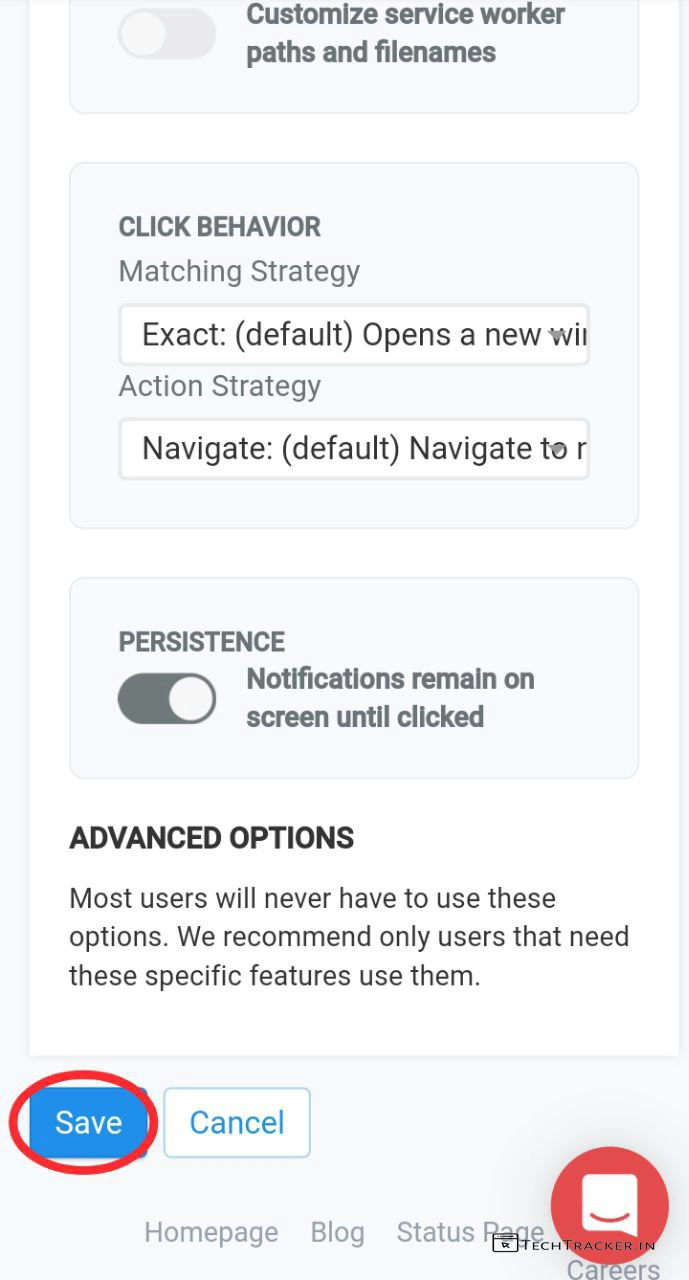 Customize service worker
paths and filenames
CLICK BEHAVIOR
Matching Strategy
Exact: (default) Opens a new
Action Strategy
Navigate: (default) Navigate to
PERSISTENCE
Notifications remain on
screen until clicked
ADVANCED OPTIONS
Most users will never have to use these
options. We recommend only users that need
these specific features use them.
Save
Cancel
Homepage Blog Status Page
TECHTRACKER.IN
Careers